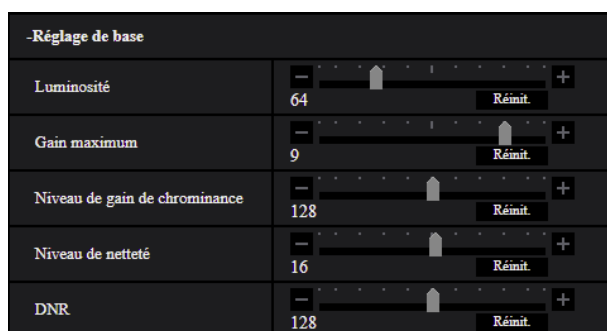 -Réglage de base
Luminosité
64 Réinit.
Gain maximum
9 Réinit.
Niveau de gain de chrominance
128 Réinit.
Niveau de netteté
16 Réinit.
DNR
128 Réinit.